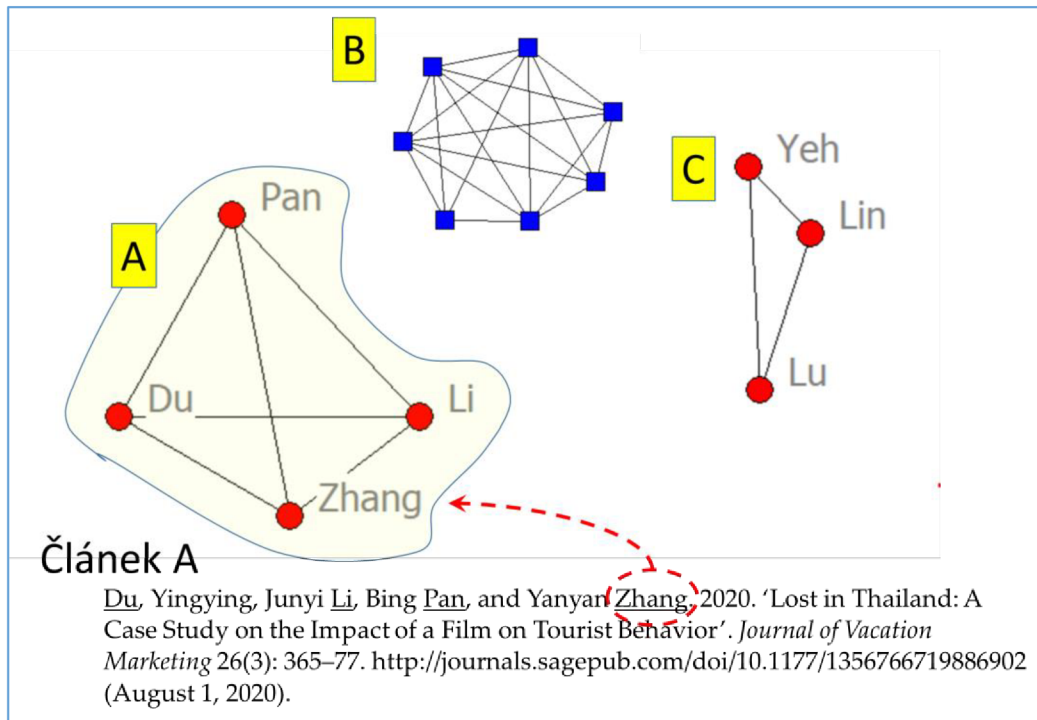 B
Yeh
C
Lin
Pan
A
Lu
Du
Li
Zhang
Článek A
Du, Yingying, Junyi Li, Bing Pan, and Yanyan Zhang. 2020. ‘Lost in Thailand: A
Case Study on the Impact of a Film on Tourist Behavior’. Journal of Vacation
Marketing 26(3): 365–77. http://journals.sagepub.com/doi/10.1177/1356766719886902
(August 1, 2020).